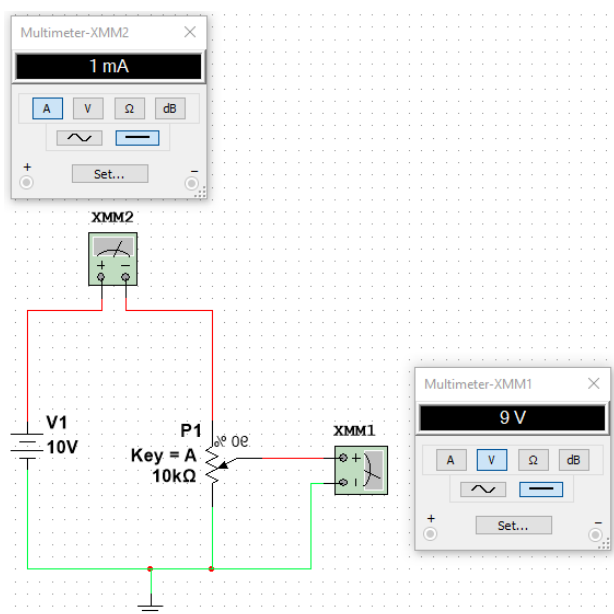 Multimeter-XMM2
1 mA
A V Ω dB
+ Set... -
XMM2
+ -
V1
10V
P1
90 %
Key = A
10kΩ
XMM1
+
-
Multimeter-XMM1
9 V
A V Ω dB
+ Set... -